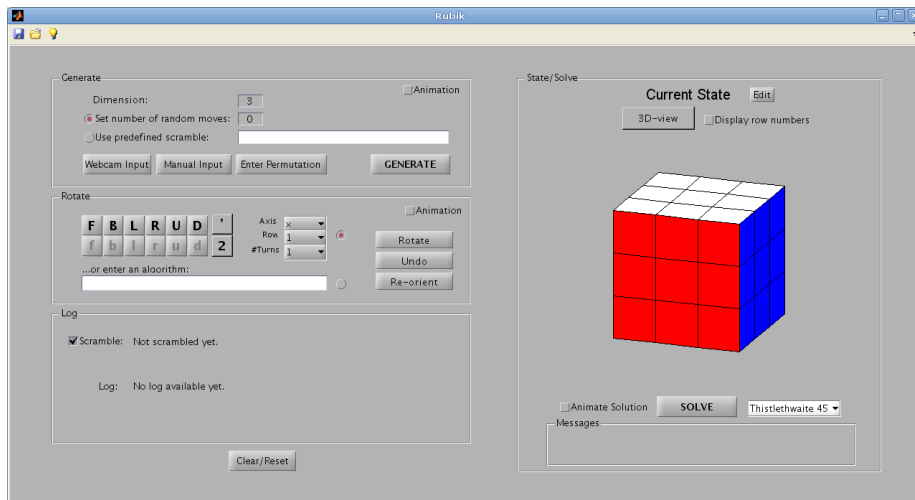 Rubik
Generate
Animation
Dimension: 3
Set number of random moves: 0
Use predefined scramble:
Webcam Input Manual Input Enter Permutation GENERATE
Rotate
Animation
F B L R U D '
f b l r u d 2
Axis x
Row 1
#Turns 1
Rotate
Undo
Re-orient
...or enter an algorithm:
Log
Scramble: Not scrambled yet.
Log: No log available yet.
Clear/Reset
State/Solve
Current State Edit
3D-view Display row numbers
Animate Solution SOLVE Thistlethwaite 45
Messages